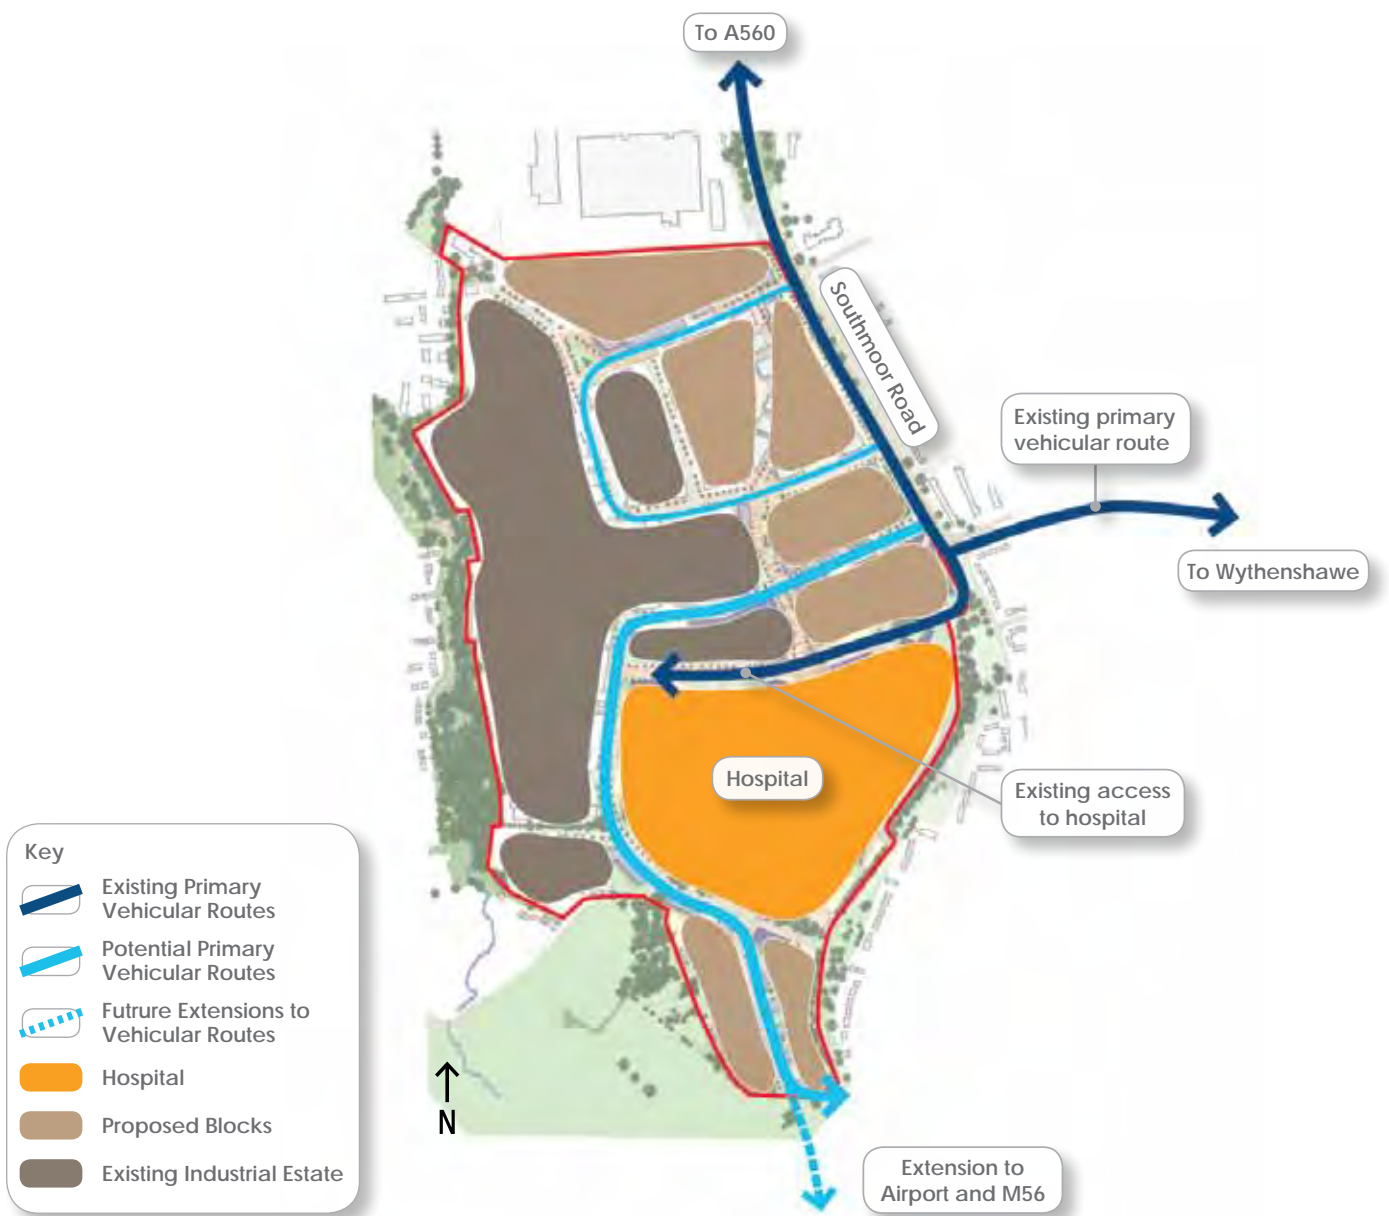 To A560
Southmoor Road
Existing primary
vehicular route
To Wythenshawe
Hospital
Existing access
to hospital
Key
Existing Primary
Vehicular Routes
Potential Primary
Vehicular Routes
Futrure Extensions to
Vehicular Routes
Hospital
Proposed Blocks
Existing Industrial Estate
N
Extension to
Airport and M56